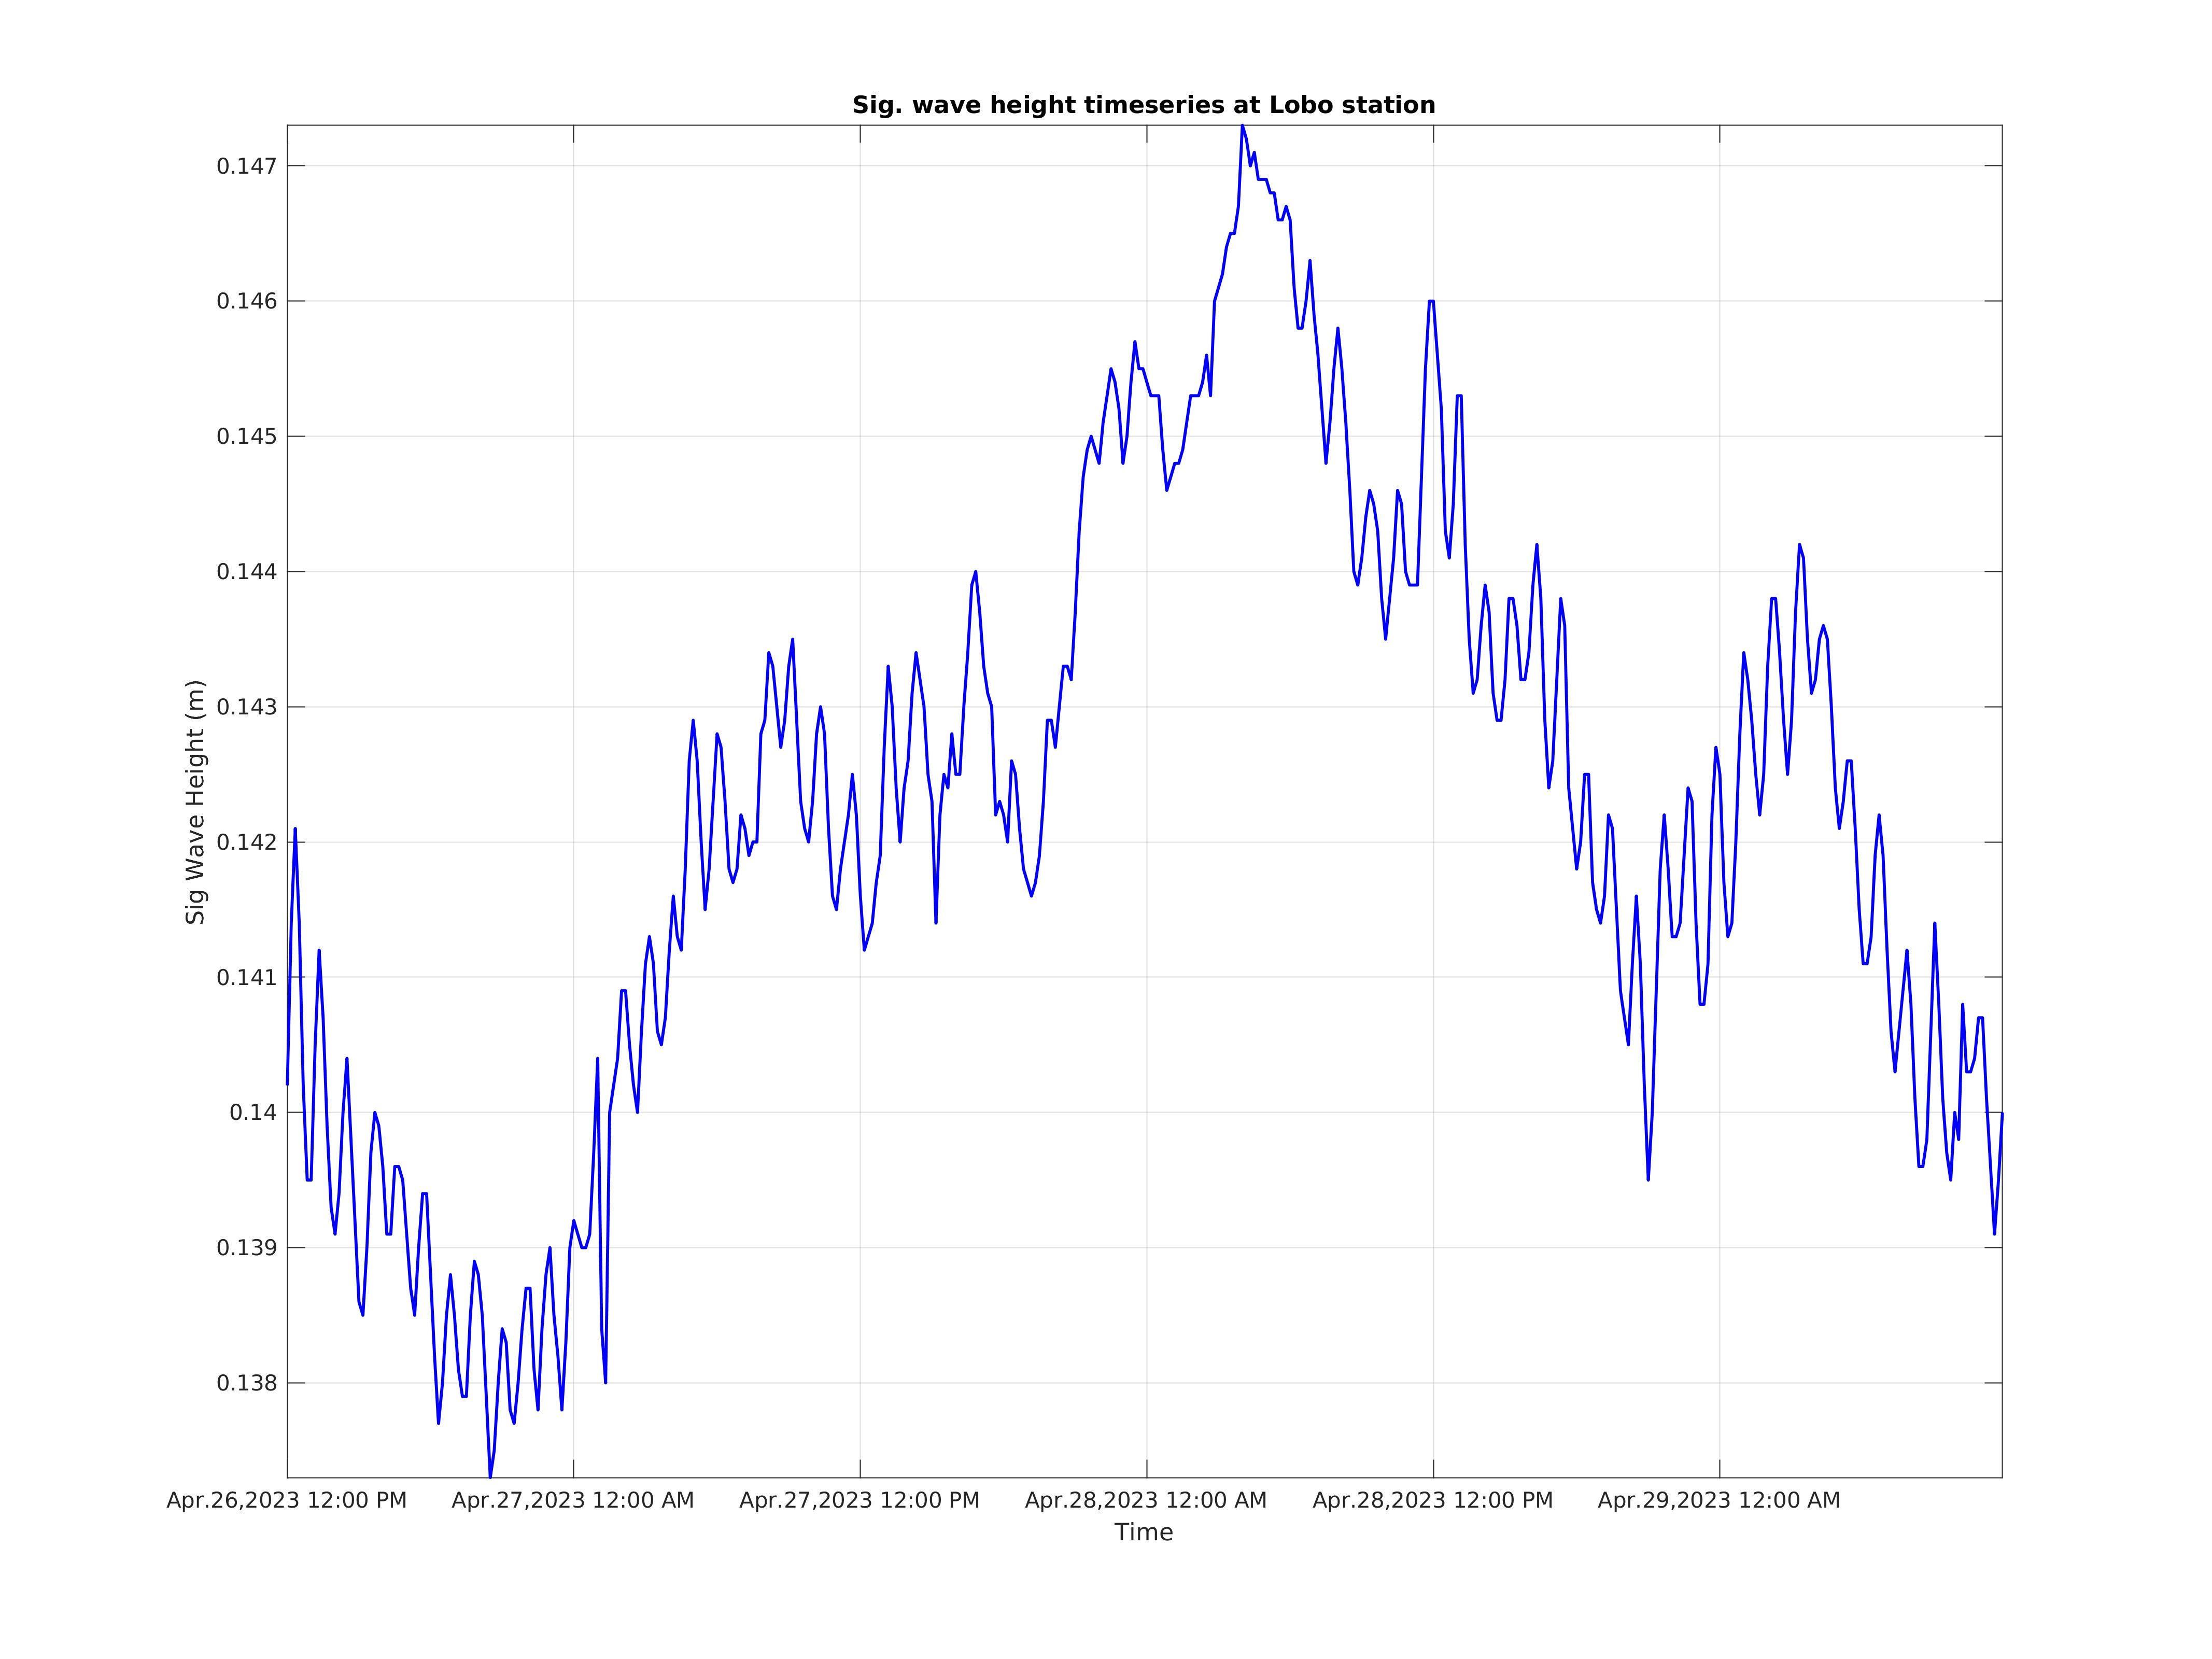 Sig. wave height timeseries at Lobo station
0.147
0.146
0.145
0.144
0.143
0.142
0.141
0.14
0.139
0.138
Sig Wave Height (m)
Apr.26,2023 12:00 PM Apr.27,2023 12:00 AM Apr.27,2023 12:00 PM Apr.28,2023 12:00 AM Apr.28,2023 12:00 PM Apr.29,2023 12:00 AM
Time